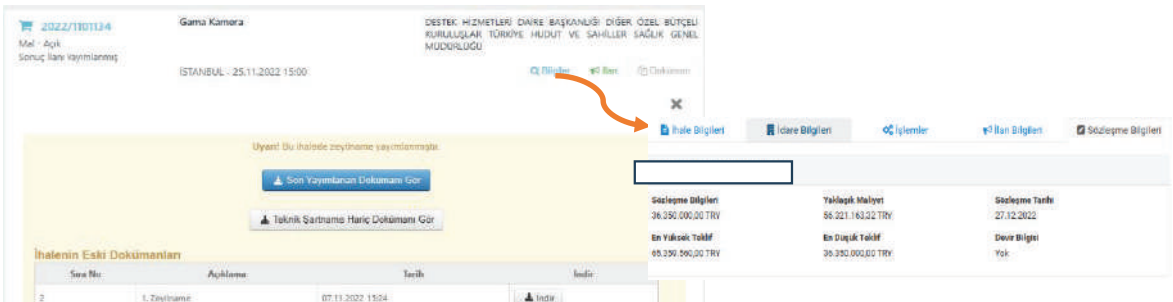 2022/1101134
Mal - Açık
Sonuç İlanı Yayımlanmış
Gama Kamera
DESTEK HİZMETLERİ DAİRE BAŞKANLIĞI DİĞER ÖZEL BÜTÇELİ
KURULUŞLAR TÜRKİYE HUDUT VE SAHİLLER SAĞLIK GENEL
MÜDÜRLÜĞÜ
İSTANBUL - 25.11.2022 15:00
Bilgiler İlan Doküman
Uyarı! Bu ihalede zeyilname yayımlanmıştır.
Son Yayımlanan Dokümanı Gör
Teknik Şartname Hariç Dokümanı Gör
İhalenin Eski Dokümanları
Sıra No Açıklama Tarih İndir
2 1. Zeyilname 07.11.2022 15:24 İndir
İhale Bilgileri İdare Bilgileri İşlemler İlan Bilgileri Sözleşme Bilgileri
Sözleşme Bilgileri Yaklaşık Maliyet Sözleşme Tarihi
36.350.000,00 TRY 56.321.163,32 TRY 27.12.2022
En Yüksek Teklif En Düşük Teklif Devir Bilgisi
65.350.560,00 TRY 36.350.000,00 TRY Yok